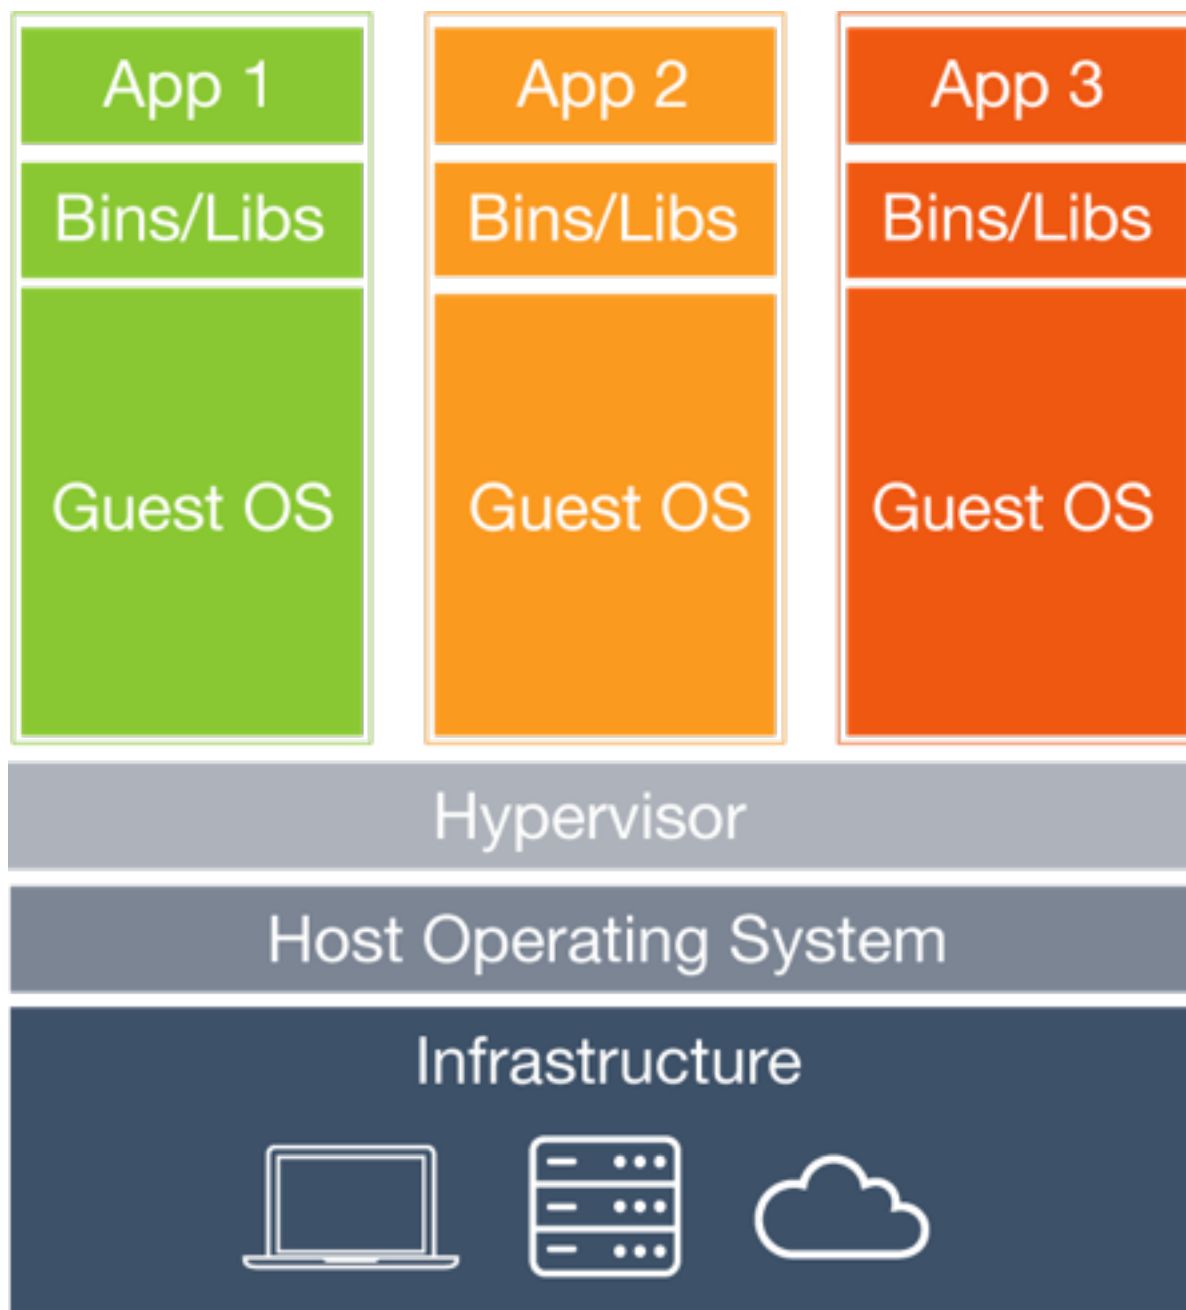 App 1
App 2
App 3
Bins/Libs
Bins/Libs
Bins/Libs
Guest OS
Guest OS
Guest OS
Hypervisor
Host Operating System
Infrastructure